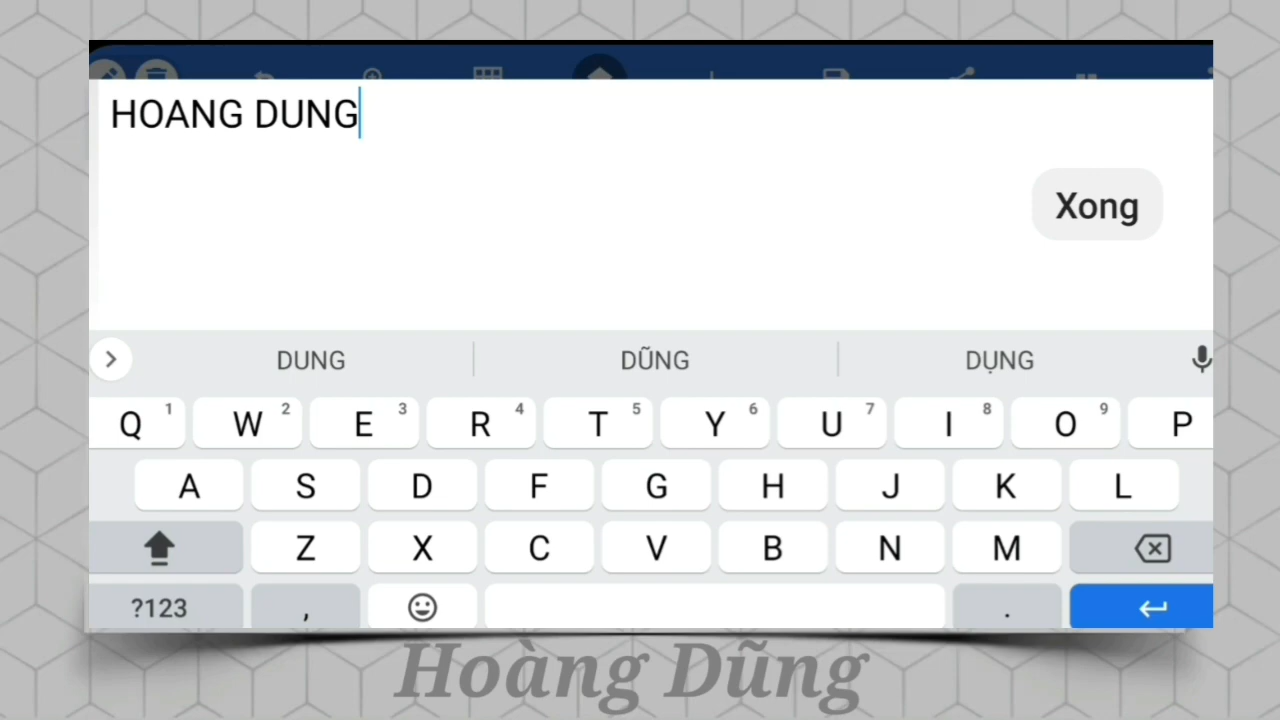 HOANG DUNG
Xong
DUNG DŨNG DỤNG
Q 1 W 2 E 3 R 4 T 5 Y 6 U 7 I 8 O 9 P
A S D F G H J K L
Z X C V B N M
?123 , .
Hoàng Dũng